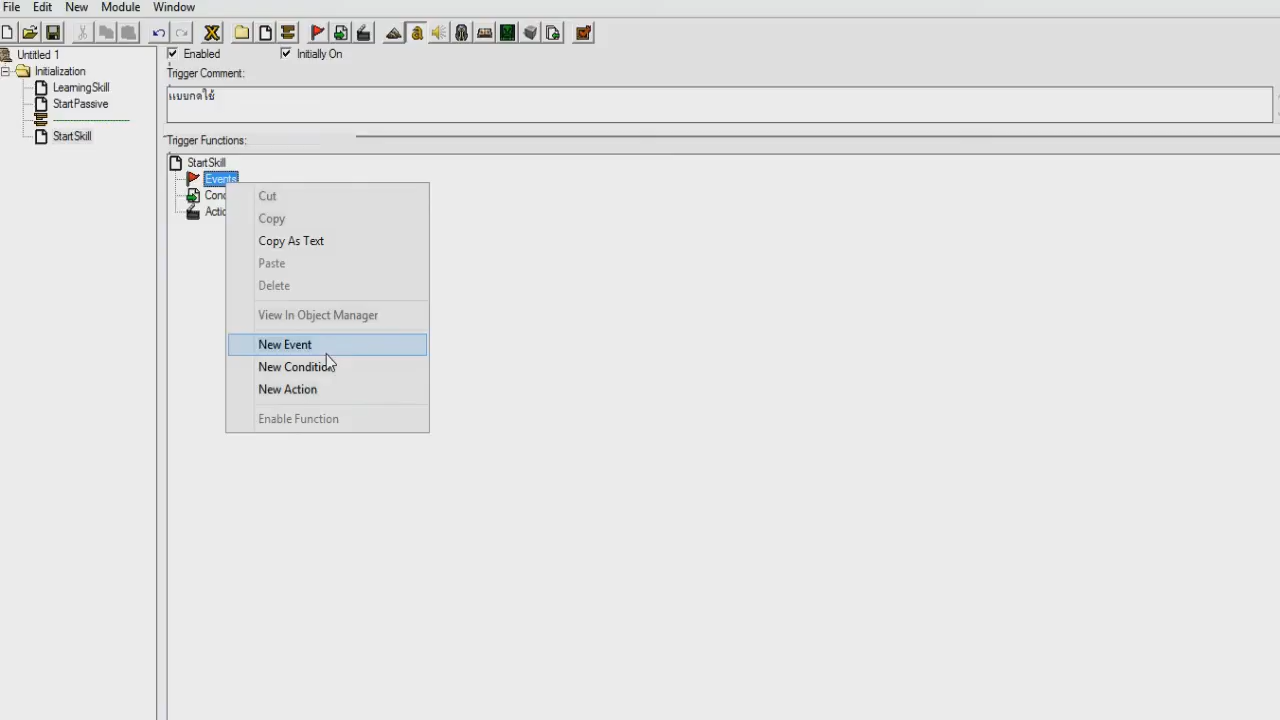 File Edit New Module Window
Untitled 1
Initialization
LearningSkill
StartPassive
StartSkill
Enabled
Initially On
Trigger Comment:
แบบกดใช้
Trigger Functions:
StartSkill
Events
Cond
Actio
Cut
Copy
Copy As Text
Paste
Delete
View In Object Manager
New Event
New Condition
New Action
Enable Function